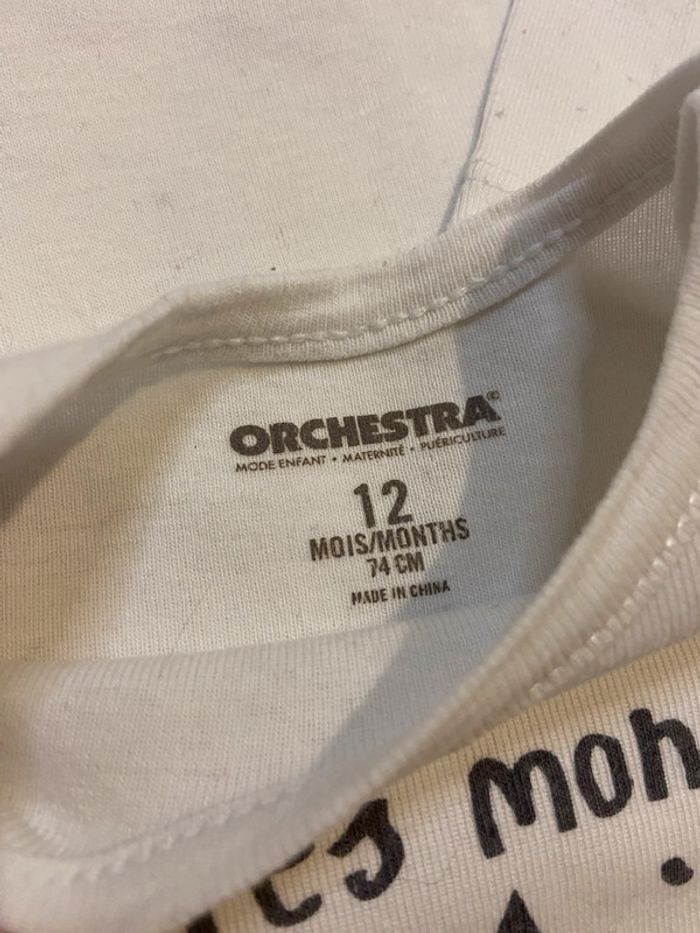 ORCHESTRA©
MODE ENFANT • MATERNITÉ • PUÉRICULTURE
12
MOIS/MONTHS
74 CM
MADE IN CHINA